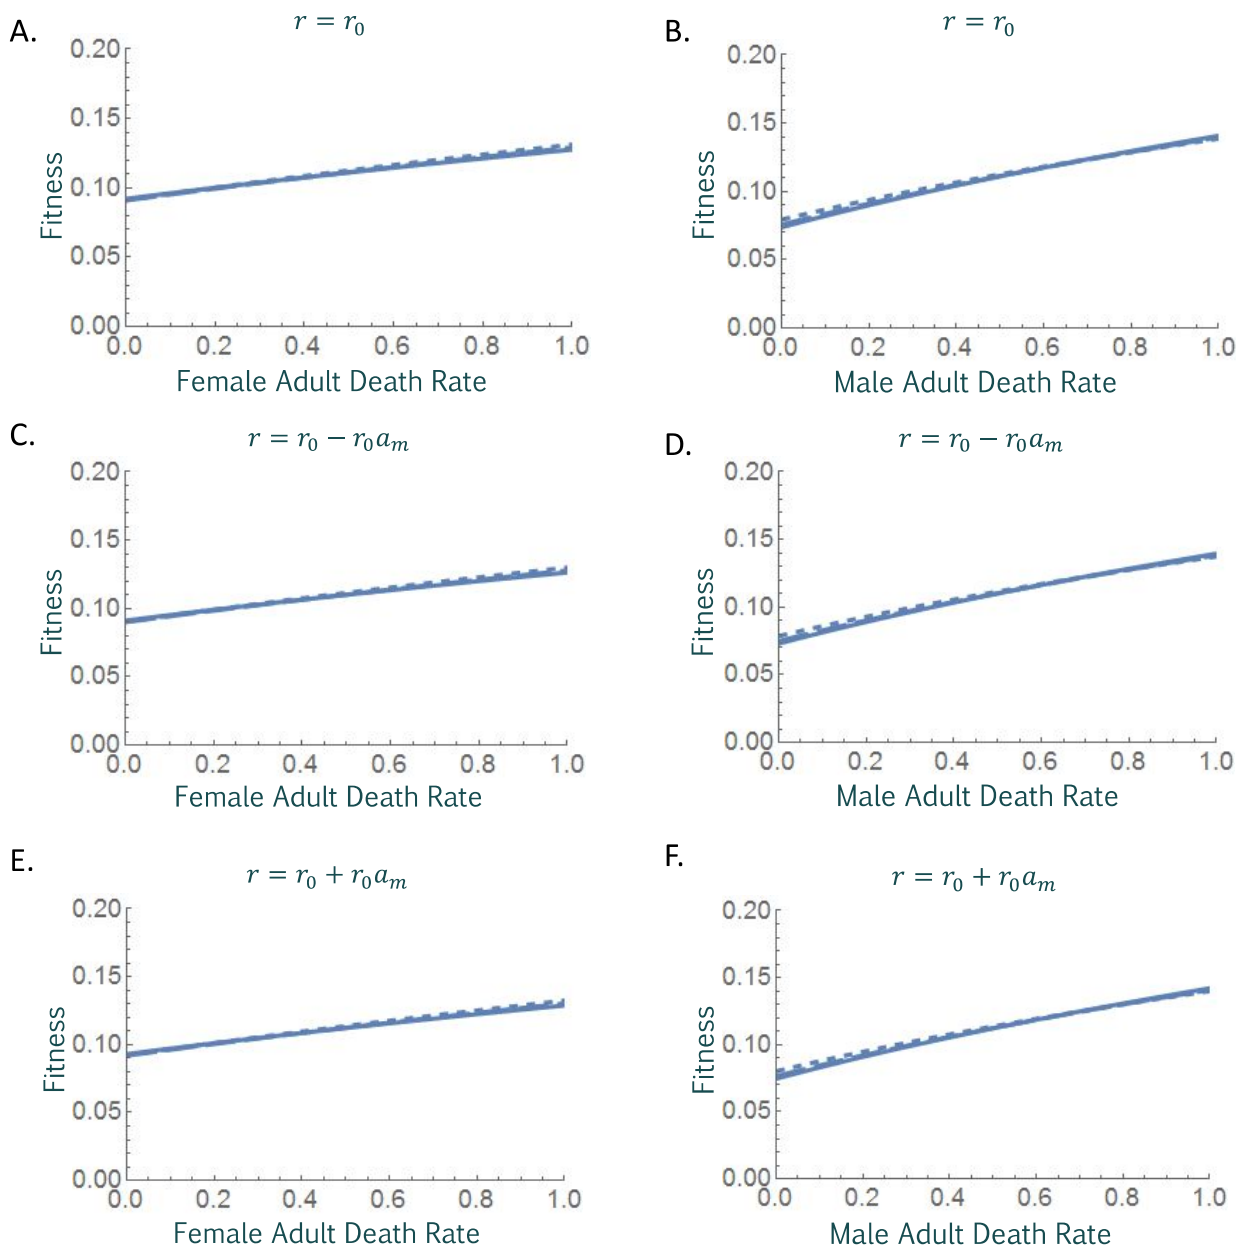 A.
r = r₀
0.20
0.15
0.10
0.05
0.00
Fitness
0.0 0.2 0.4 0.6 0.8 1.0
Female Adult Death Rate
B.
r = r₀
0.20
0.15
0.10
0.05
0.00
Fitness
0.0 0.2 0.4 0.6 0.8 1.0
Male Adult Death Rate
C.
r = r₀ − r₀aₘ
0.20
0.15
0.10
0.05
0.00
Fitness
0.0 0.2 0.4 0.6 0.8 1.0
Female Adult Death Rate
D.
r = r₀ − r₀aₘ
0.20
0.15
0.10
0.05
0.00
Fitness
0.0 0.2 0.4 0.6 0.8 1.0
Male Adult Death Rate
E.
r = r₀ + r₀aₘ
0.20
0.15
0.10
0.05
0.00
Fitness
0.0 0.2 0.4 0.6 0.8 1.0
Female Adult Death Rate
F.
r = r₀ + r₀aₘ
0.20
0.15
0.10
0.05
0.00
Fitness
0.0 0.2 0.4 0.6 0.8 1.0
Male Adult Death Rate